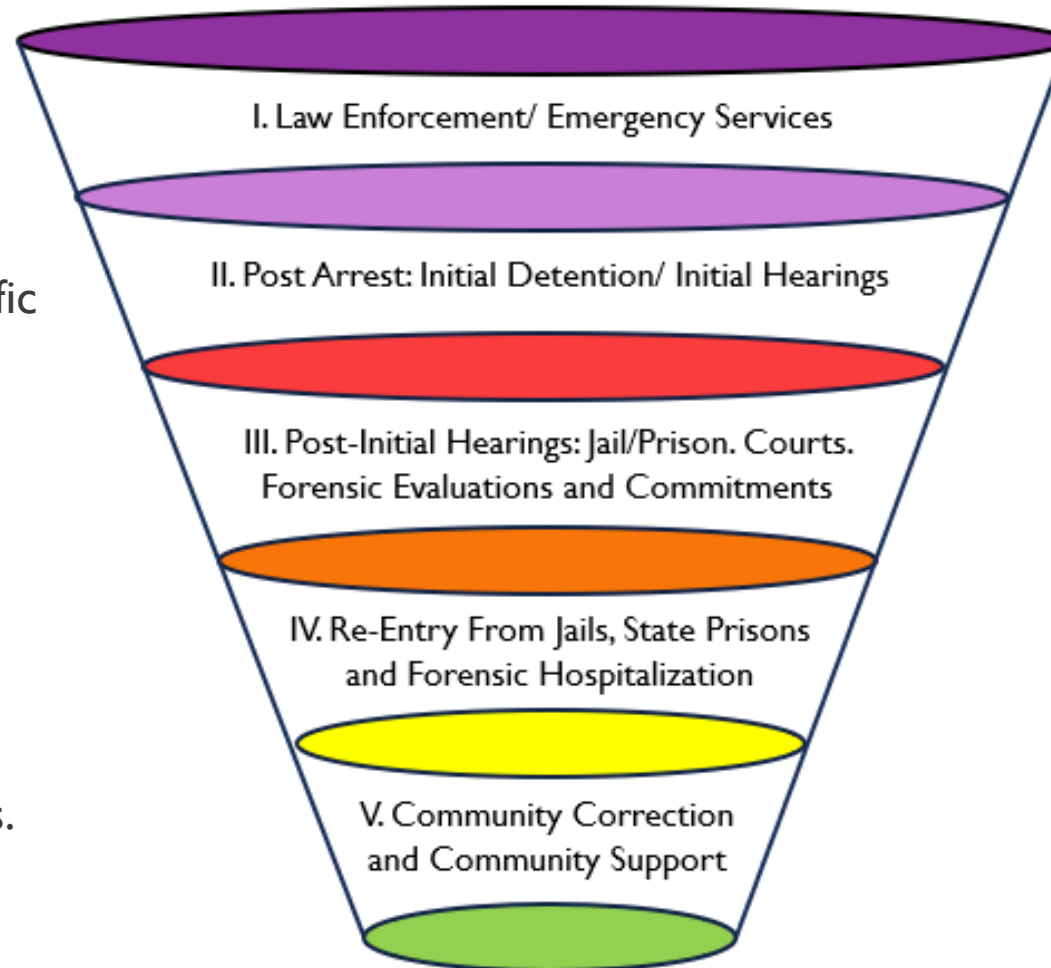 I. Law Enforcement/ Emergency Services
II. Post Arrest: Initial Detention/ Initial Hearings
III. Post-Initial Hearings: Jail/Prison. Courts.
Forensic Evaluations and Commitments
IV. Re-Entry From Jails, State Prisons
and Forensic Hospitalization
V. Community Correction
and Community Support